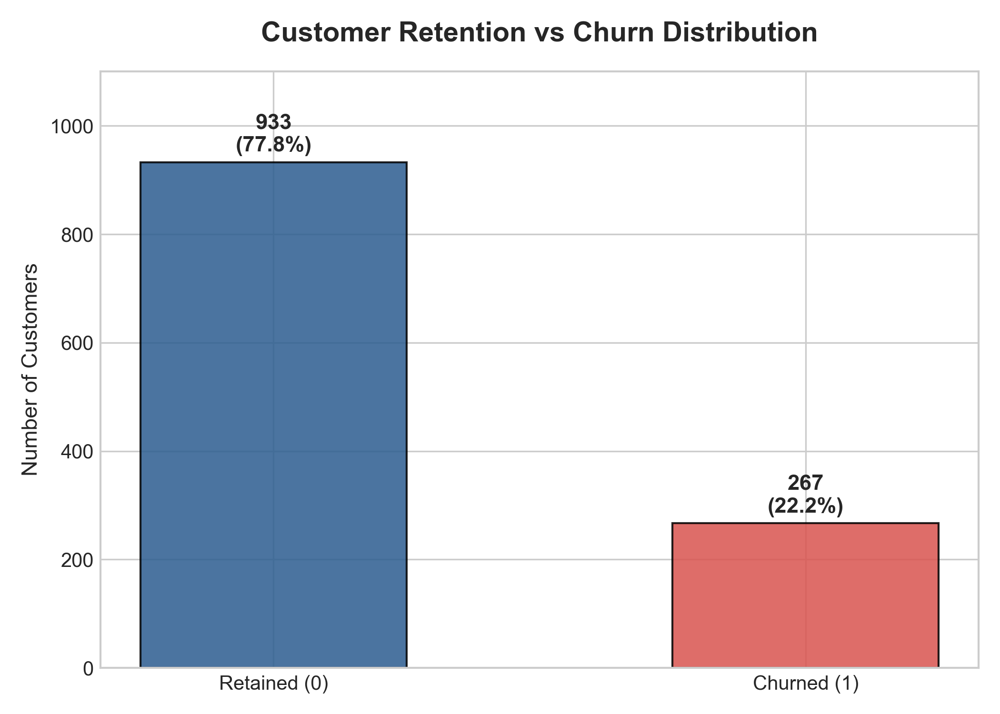 Customer Retention vs Churn Distribution
Number of Customers
1000
800
600
400
200
0
933
(77.8%)
267
(22.2%)
Retained (0)
Churned (1)